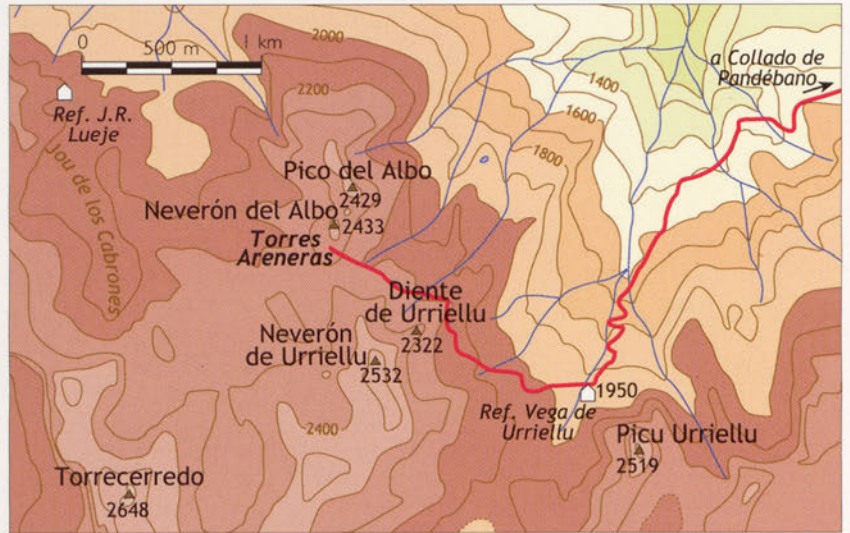 0 500 m 1 km
2000
2200
a Collado de
Pandébano
1400
1600
1800
Ref. J.R.
Lueje
Jou de los Cabrones
Pico del Albo
2429
Neverón del Albo
2433
Torres
Areneras
Diente
de Urriellu
2322
Neverón
de Urriellu
2532
1950
Ref. Vega de
Urriellu
2400
Picu Urriellu
2519
Torrecerredo
2648